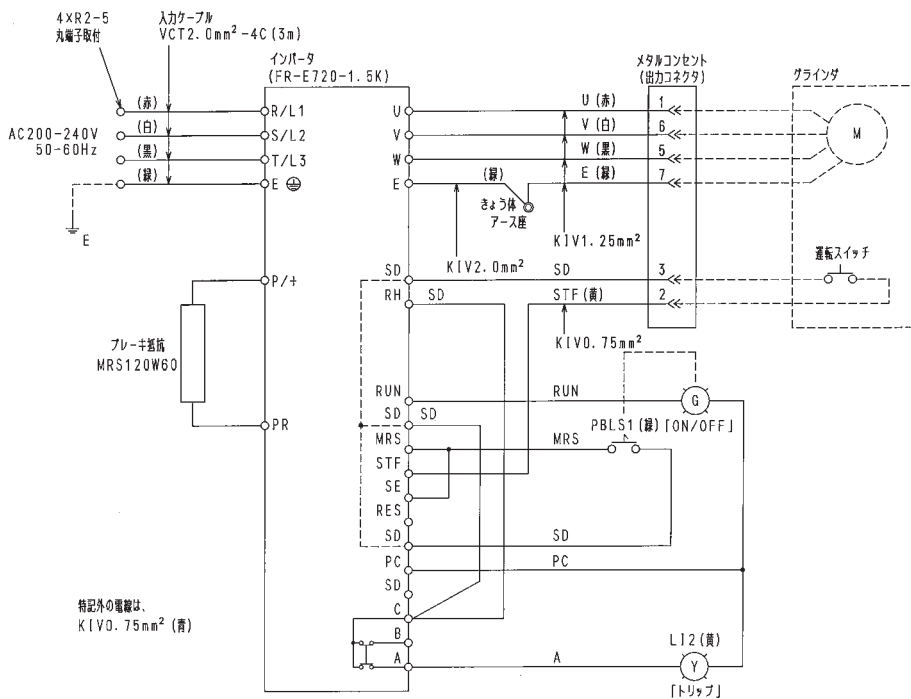 4×R2-5
丸端子取付
入力ケーブル
VCT2.0mm²-4C(3m)
インバータ
(FR-E720-1.5K)
メタルコンセント
(出力コネクタ)
グラインダ
(赤)
R/L1
U
U(赤)
1
(白)
S/L2
V
V(白)
6
M
AC200-240V
50-60Hz
(黒)
T/L3
W
W(黒)
5
(緑)
E
E
(緑)
E(緑)
7
きょう体
アース座
E
KIV2.0mm²
KIV1.25mm²
運転スイッチ
P/+
SD
SD
3
RH
SD
STF(黄)
2
KIV0.75mm²
ブレーキ抵抗
MRS120W60
RUN
RUN
G
SD
SD
PBLS1(緑)「ON/OFF」
PR
MRS
MRS
STF
SE
RES
SD
SD
PC
PC
SD
特記外の電線は、
KIV0.75mm²(青)
C
B
LI2(黄)
A
A
Y
「トリップ」